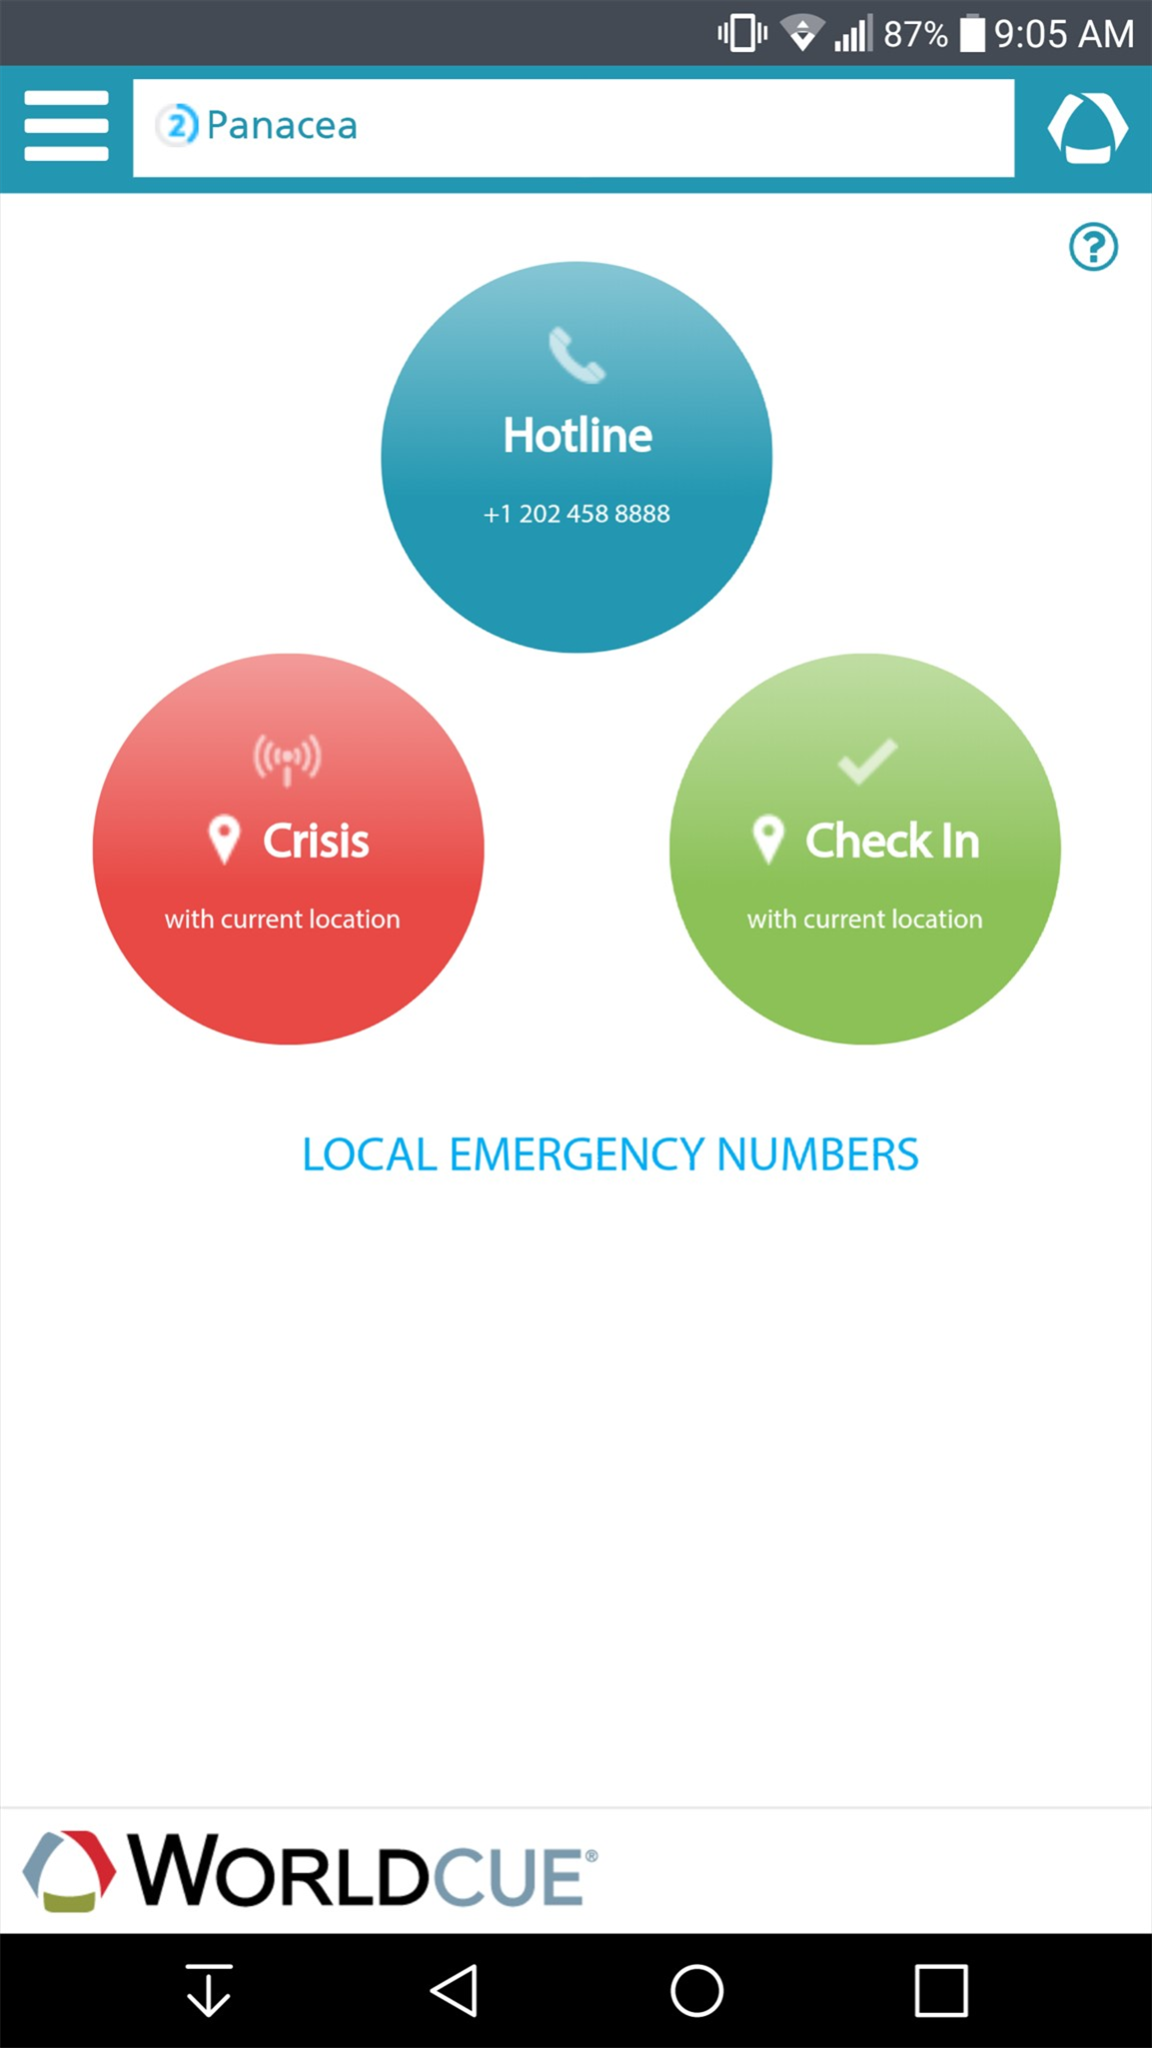 87% 9:05 AM
2 Panacea
?
Hotline
+1 202 458 8888
Crisis
with current location
Check In
with current location
LOCAL EMERGENCY NUMBERS
WORLDCUE®